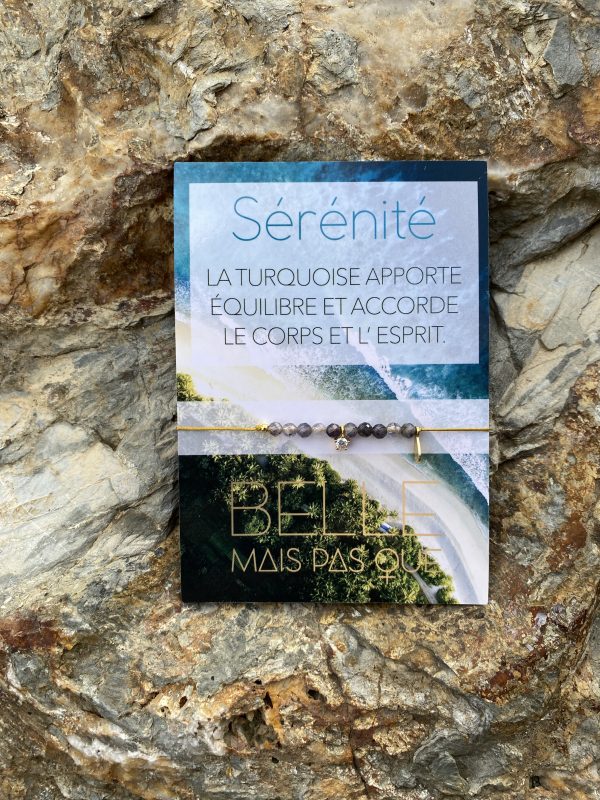 Sérénité
LA TURQUOISE APPORTE
ÉQUILIBRE ET ACCORDE
LE CORPS ET L' ESPRIT.
BELLE
MAIS PAS QUE